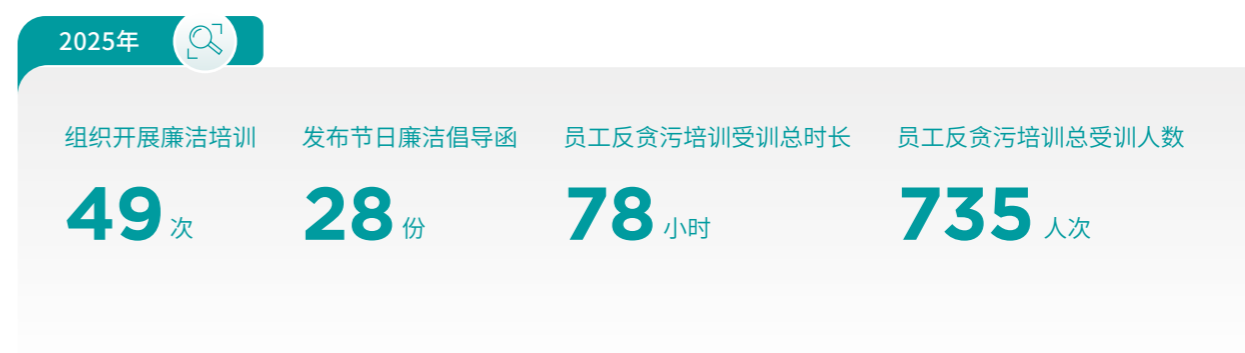 2025年
组织开展廉洁培训
49 次
发布节日廉洁倡导函
28 份
员工反贪污培训受训总时长
78 小时
员工反贪污培训总受训人数
735 人次